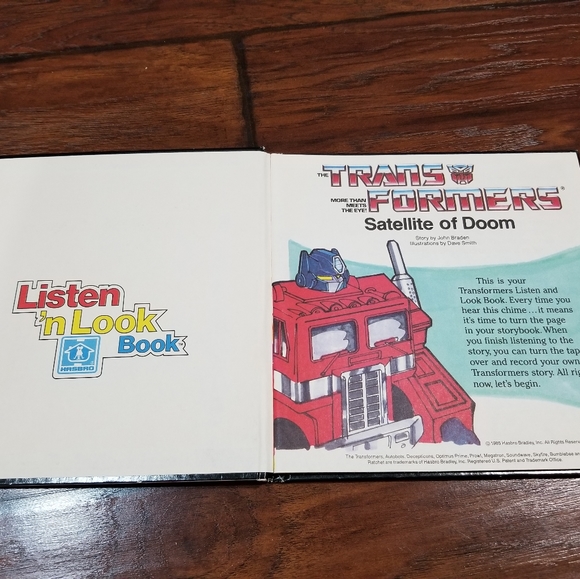 Listen
'n Look
Book
HASBRO
THE TRANS
MORE THAN
MEETS
THE EYE!
FORMERS®
Satellite of Doom
Story by John Braden
Illustrations by Dave Smith
This is your
Transformers Listen and
Look Book. Every time you
hear this chime . . . it means
it's time to turn the page
in your storybook. When
you finish listening to the
story, you can turn the tap
over and record your own
Transformers story. All rig
now, let's begin.
© 1985 Hasbro Bradley, Inc. All Rights Reserve
The Transformers, Autobots, Decepticons, Optimus Prime, Prowl, Megatron, Soundwave, Skyfire, Bumblebee an
Ratchet are trademarks of Hasbro Bradley, Inc. Registered U.S. Patent and Trademark Office.